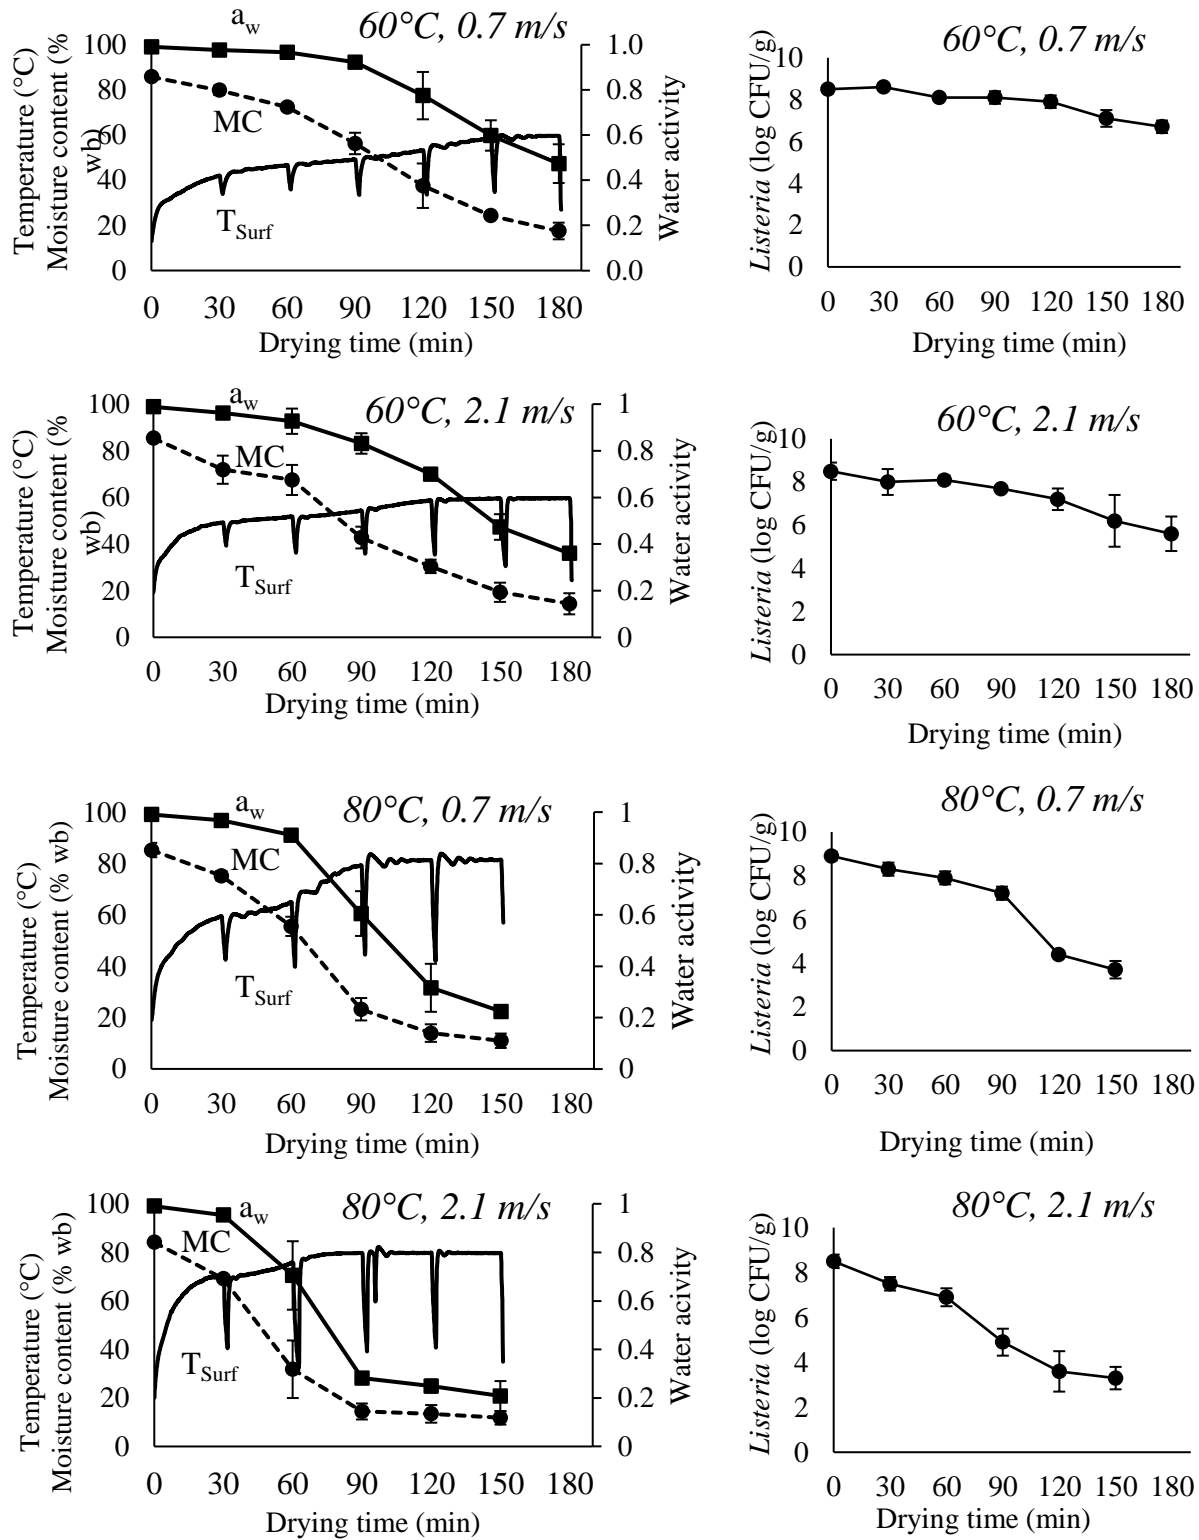 a_w
60°C, 0.7 m/s
Temperature (°C)
Moisture content (%
wb)
100
80
60
40
20
0
MC
T_Surf
1.0
0.8
0.6
0.4
0.2
0.0
Water activity
0 30 60 90 120 150 180
Drying time (min)
60°C, 0.7 m/s
Listeria (log CFU/g)
10
8
6
4
2
0
0 30 60 90 120 150 180
Drying time (min)
a_w
60°C, 2.1 m/s
Temperature (°C)
Moisture content (%
wb)
100
80
60
40
20
0
MC
T_Surf
1
0.8
0.6
0.4
0.2
0
Water activity
0 30 60 90 120 150 180
Drying time (min)
60°C, 2.1 m/s
Listeria (log CFU/g)
10
8
6
4
2
0
0 30 60 90 120 150 180
Drying time (min)
a_w
80°C, 0.7 m/s
Temperature (°C)
Moisture content (% wb)
100
80
60
40
20
0
MC
T_Surf
1
0.8
0.6
0.4
0.2
0
Water activity
0 30 60 90 120 150 180
Drying time (min)
80°C, 0.7 m/s
Listeria (log CFU/g)
10
8
6
4
2
0
0 30 60 90 120 150 180
Drying time (min)
a_w
80°C, 2.1 m/s
Temperature (°C)
Moisture content (% wb)
100
80
60
40
20
0
MC
T_Surf
1
0.8
0.6
0.4
0.2
0
Water acivity
0 30 60 90 120 150 180
Drying time (min)
80°C, 2.1 m/s
Listeria (log CFU/g)
10
8
6
4
2
0
0 30 60 90 120 150 180
Drying time (min)